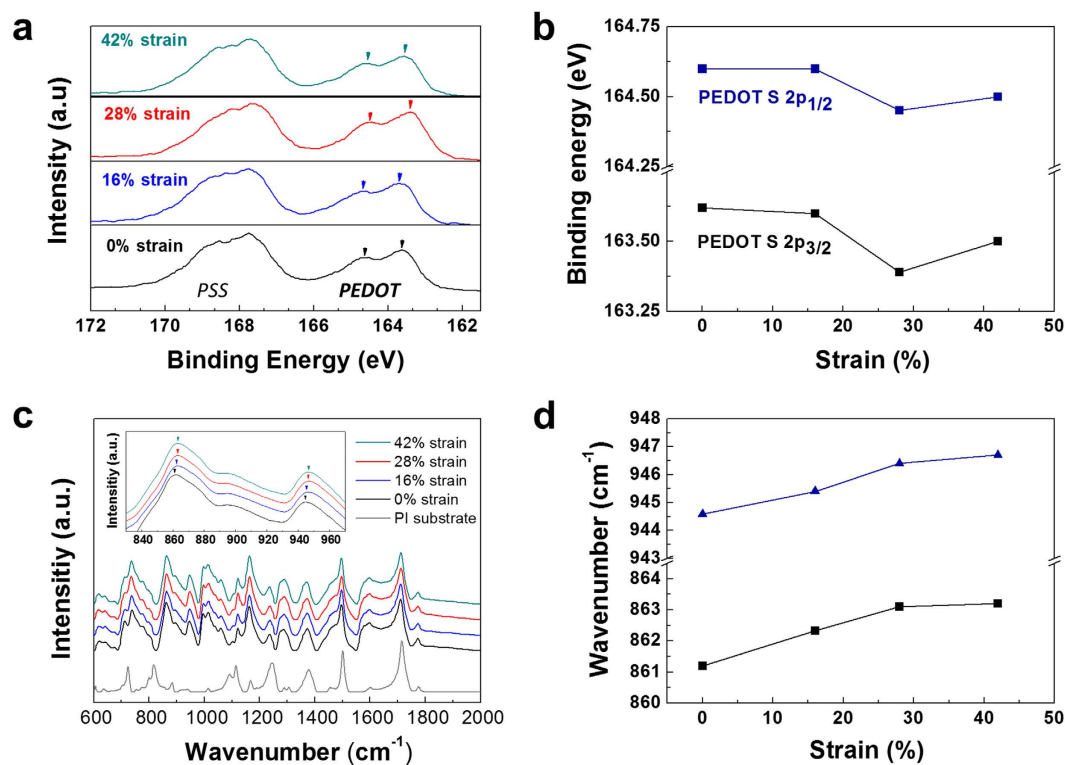 a
42% strain
28% strain
16% strain
0% strain
PSS
PEDOT
Intensity (a.u)
172
170
168
166
164
162
Binding Energy (eV)
b
164.75
164.50
164.25
163.50
163.25
PEDOT S 2p1/2
PEDOT S 2p3/2
Binding energy (eV)
0
10
20
30
40
50
Strain (%)
c
Intensitiy (a.u.)
840
860
880
900
920
940
960
42% strain
28% strain
16% strain
0% strain
PI substrate
Intensitiy (a.u.)
600
800
1000
1200
1400
1600
1800
2000
Wavenumber (cm-1)
d
948
947
946
945
944
943
864
863
862
861
860
Wavenumber (cm-1)
0
10
20
30
40
50
Strain (%)